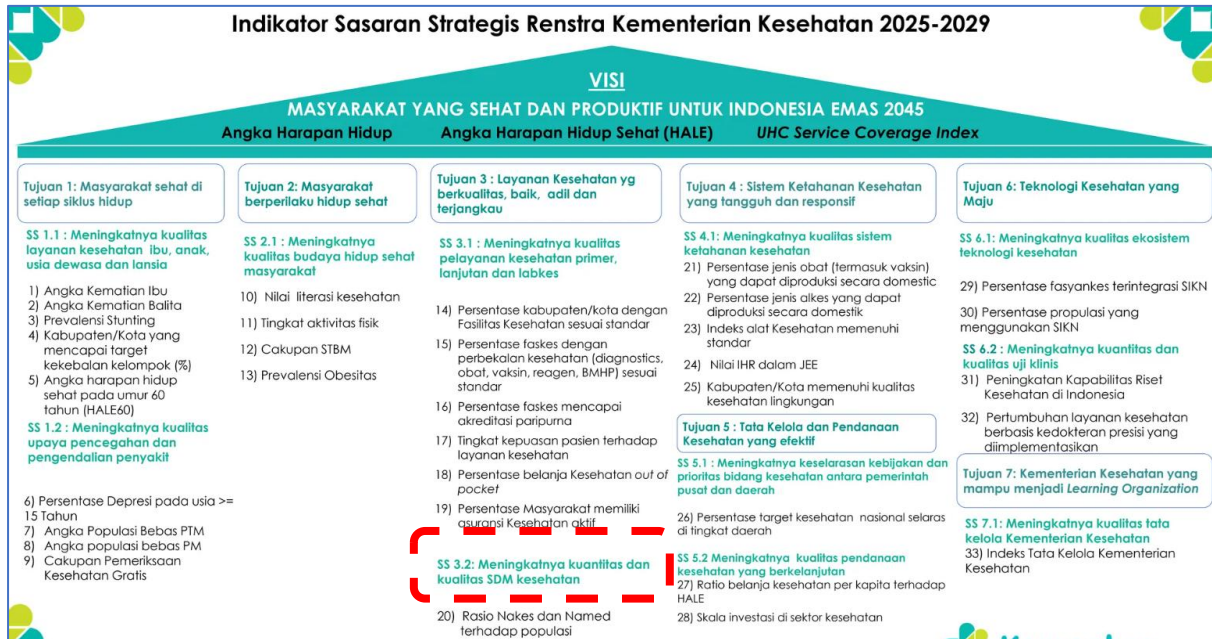 Indikator Sasaran Strategis Renstra Kementerian Kesehatan 2025-2029
VISI
MASYARAKAT YANG SEHAT DAN PRODUKTIF UNTUK INDONESIA EMAS 2045
Angka Harapan Hidup
Angka Harapan Hidup Sehat (HALE)
UHC Service Coverage Index
Tujuan 1: Masyarakat sehat di
setiap siklus hidup
SS 1.1 : Meningkatnya kualitas
layanan kesehatan ibu, anak,
usia dewasa dan lansia
1) Angka Kematian Ibu
2) Angka Kematian Balita
3) Prevalensi Stunting
4) Kabupaten/Kota yang
mencapai target
kekebalan kelompok (%)
5) Angka harapan hidup
sehat pada umur 60
tahun (HALE60)
SS 1.2 : Meningkatnya kualitas
upaya pencegahan dan
pengendalian penyakit
6) Persentase Depresi pada usia >=
15 Tahun
7) Angka Populasi Bebas PTM
8) Angka populasi bebas PM
9) Cakupan Pemeriksaan
Kesehatan Gratis
Tujuan 2: Masyarakat
berperilaku hidup sehat
SS 2.1 : Meningkatnya
kualitas budaya hidup sehat
masyarakat
10) Nilai literasi kesehatan
11) Tingkat aktivitas fisik
12) Cakupan STBM
13) Prevalensi Obesitas
Tujuan 3 : Layanan Kesehatan yg
berkualitas, baik, adil dan
terjangkau
SS 3.1 : Meningkatnya kualitas
pelayanan kesehatan primer,
lanjutan dan labkes
14) Persentase kabupaten/kota dengan
Fasilitas Kesehatan sesuai standar
15) Persentase faskes dengan
perbekalan kesehatan (diagnostics,
obat, vaksin, reagen, BMHP) sesuai
standar
16) Persentase faskes mencapai
akreditasi paripurna
17) Tingkat kepuasan pasien terhadap
layanan kesehatan
18) Persentase belanja Kesehatan out of
pocket
19) Persentase Masyarakat memiliki
asuransi Kesehatan aktif
SS 3.2: Meningkatnya kuantitas dan
kualitas SDM kesehatan
20) Rasio Nakes dan Named
terhadap populasi
Tujuan 4 : Sistem Ketahanan Kesehatan
yang tangguh dan responsif
SS 4.1: Meningkatnya kualitas sistem
ketahanan kesehatan
21) Persentase jenis obat (termasuk vaksin)
yang dapat diproduksi secara domestic
22) Persentase jenis alkes yang dapat
diproduksi secara domestik
23) Indeks alat Kesehatan memenuhi
standar
24) Nilai IHR dalam JEE
25) Kabupaten/Kota memenuhi kualitas
kesehatan lingkungan
Tujuan 5 : Tata Kelola dan Pendanaan
Kesehatan yang efektif
SS 5.1 : Meningkatnya keselarasan kebijakan dan
prioritas bidang kesehatan antara pemerintah
pusat dan daerah
26) Persentase target kesehatan nasional selaras
di tingkat daerah
SS 5.2 Meningkatnya kualitas pendanaan
kesehatan yang berkelanjutan
27) Ratio belanja kesehatan per kapita terhadap
HALE
28) Skala investasi di sektor kesehatan
Tujuan 6: Teknologi Kesehatan yang
Maju
SS 6.1: Meningkatnya kualitas ekosistem
teknologi kesehatan
29) Persentase fasyankes terintegrasi SIKN
30) Persentase propulasi yang
menggunakan SIKN
SS 6.2 : Meningkatnya kuantitas dan
kualitas uji klinis
31) Peningkatan Kapabilitas Riset
Kesehatan di Indonesia
32) Pertumbuhan layanan kesehatan
berbasis kedokteran presisi yang
diimplementasikan
Tujuan 7: Kementerian Kesehatan yang
mampu menjadi Learning Organization
SS 7.1: Meningkatnya kualitas tata
kelola Kementerian Kesehatan
33) Indeks Tata Kelola Kementerian
Kesehatan